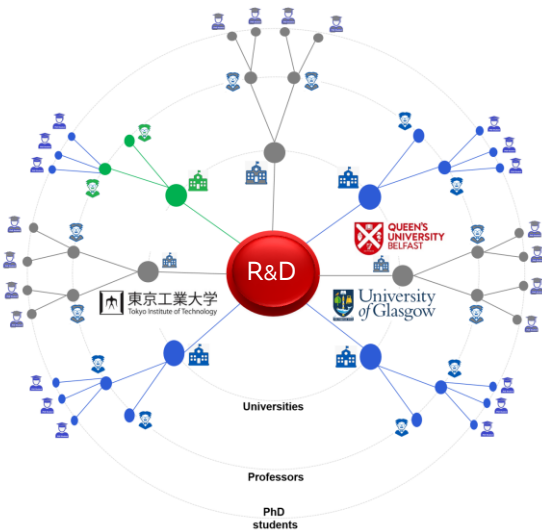 QUEEN'S
UNIVERSITY
BELFAST
R&D
東京工業大学
Tokyo Institute of Technology
University
of Glasgow
Universities
Professors
PhD
students